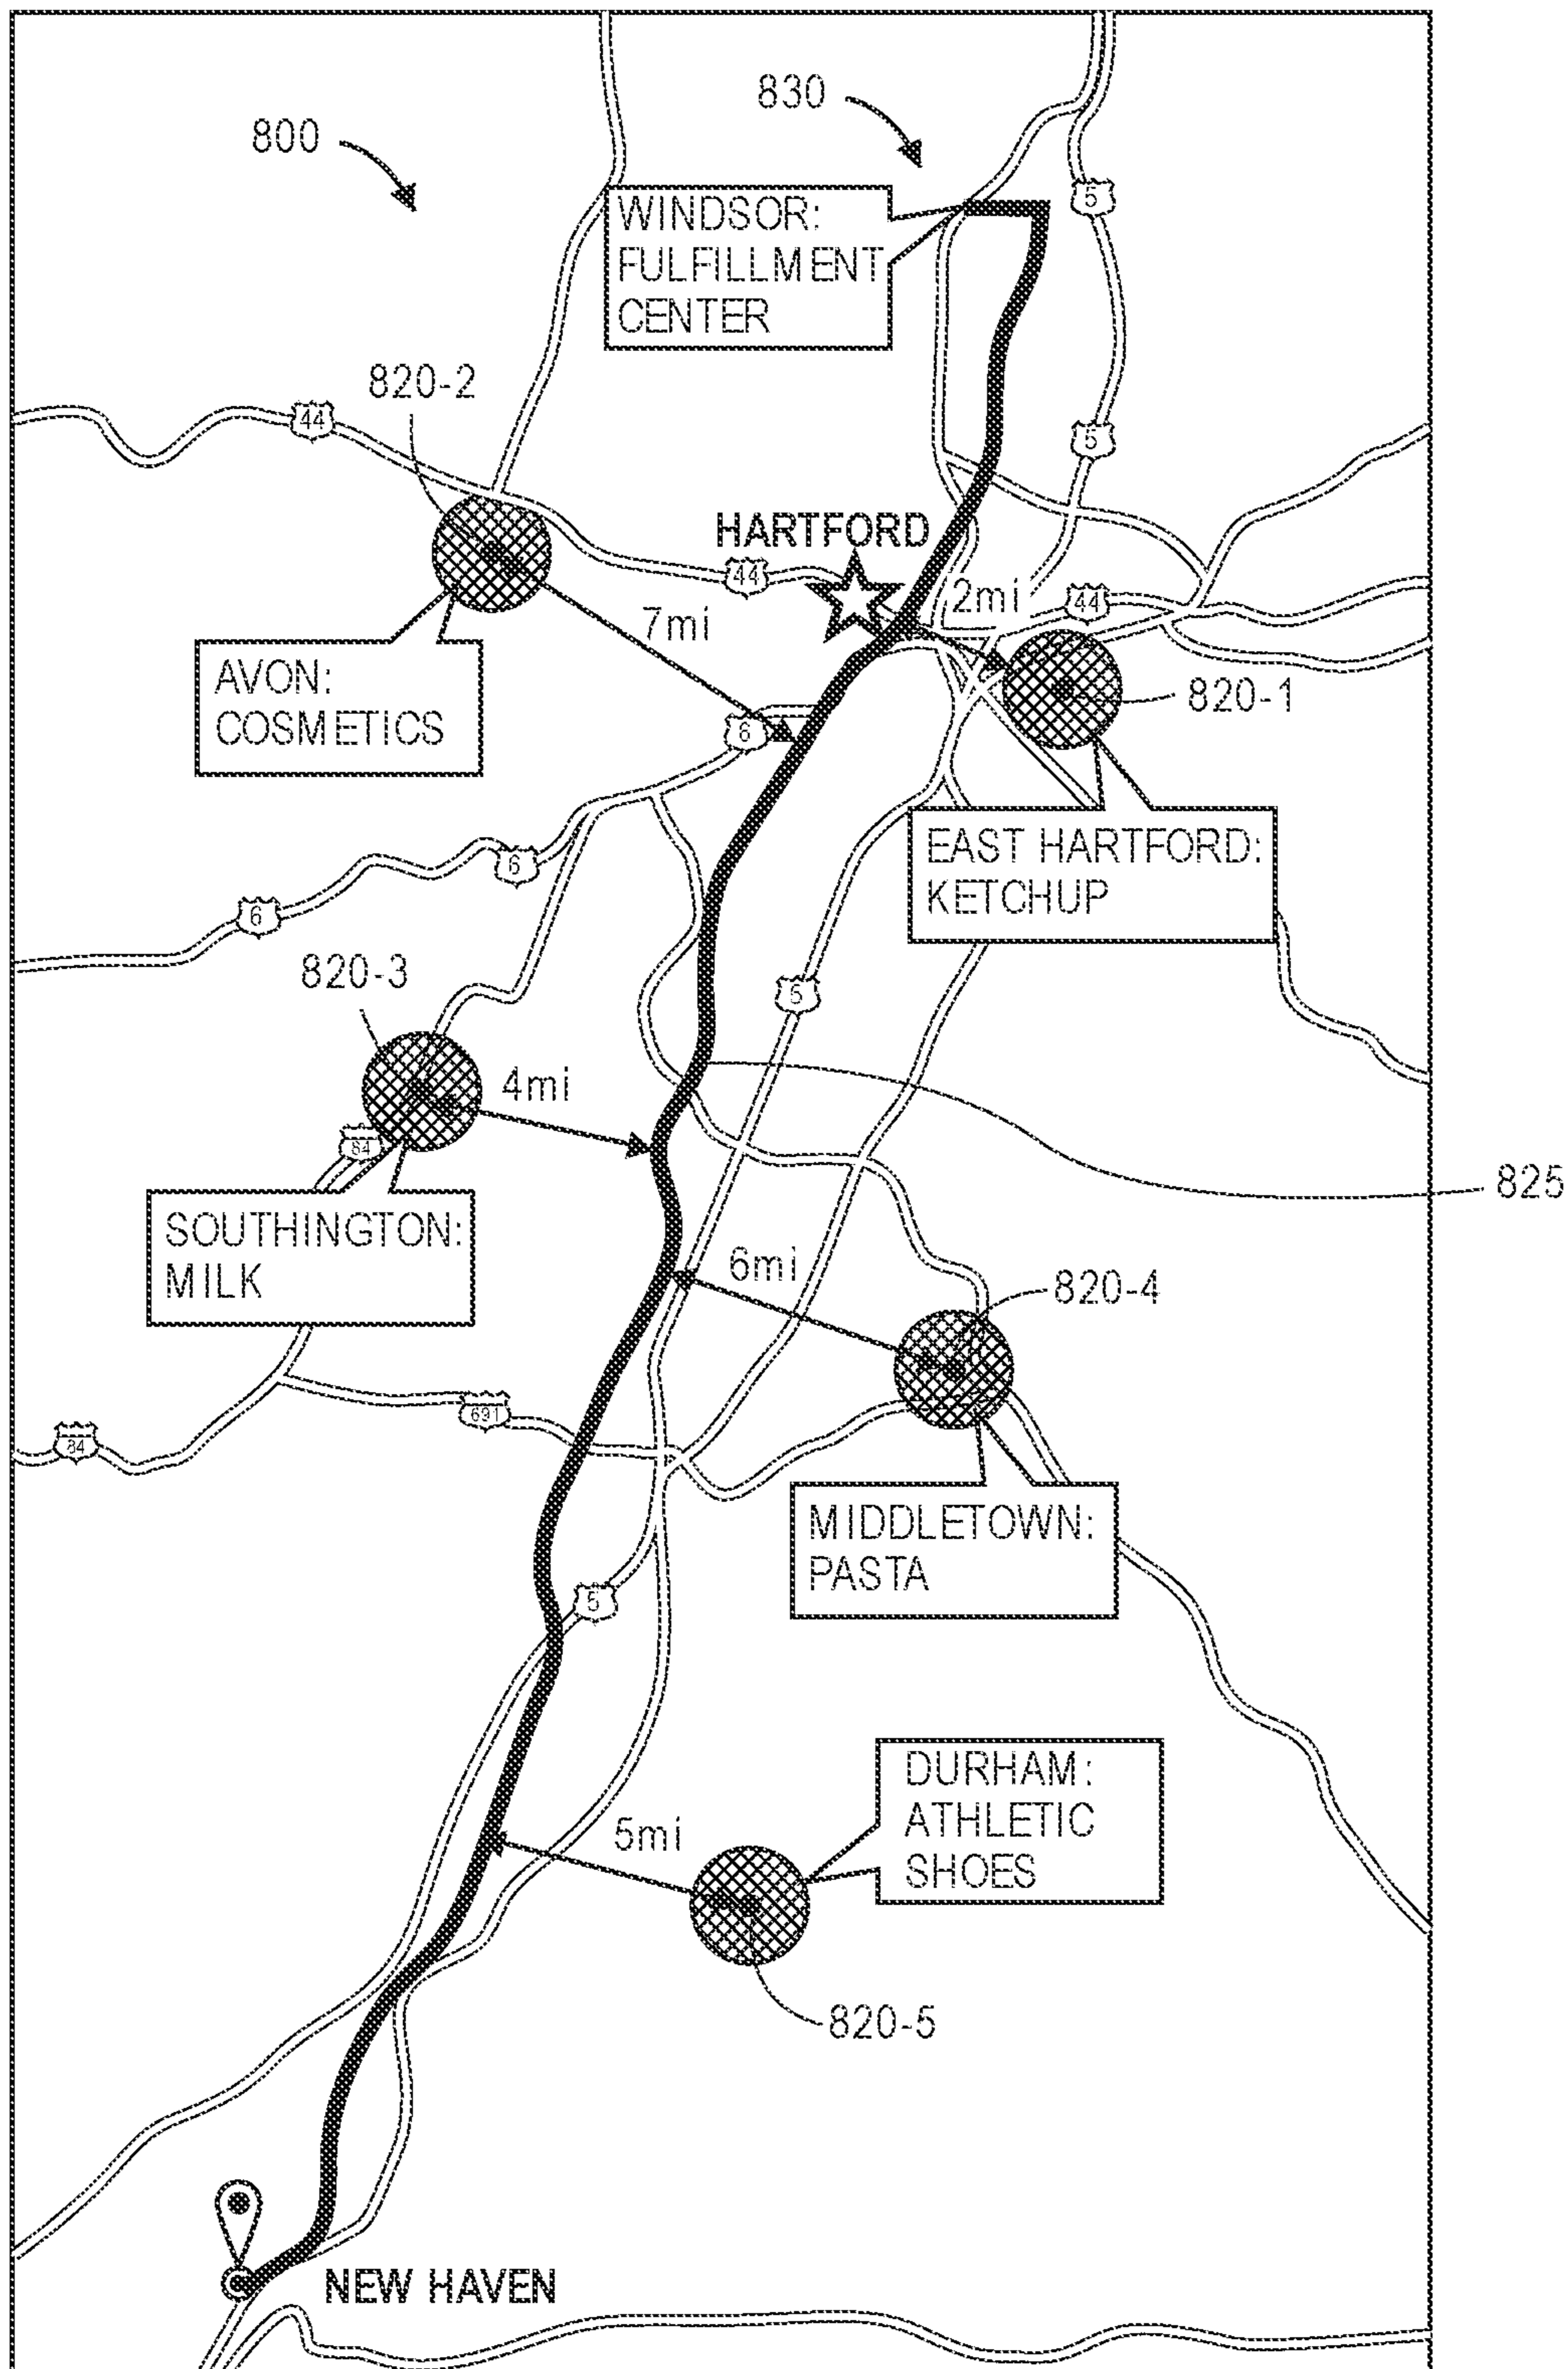 830
800
5
WINDSOR:
FULFILLMENT
CENTER
820-2
44
5
HARTFORD
44
2mi
44
7mi
AVON:
COSMETICS
820-1
6
EAST HARTFORD:
KETCHUP
6
6
820-3
5
4mi
84
825
SOUTHINGTON:
MILK
6mi
820-4
691
84
MIDDLETOWN:
PASTA
5
DURHAM:
ATHLETIC
SHOES
5mi
820-5
NEW HAVEN